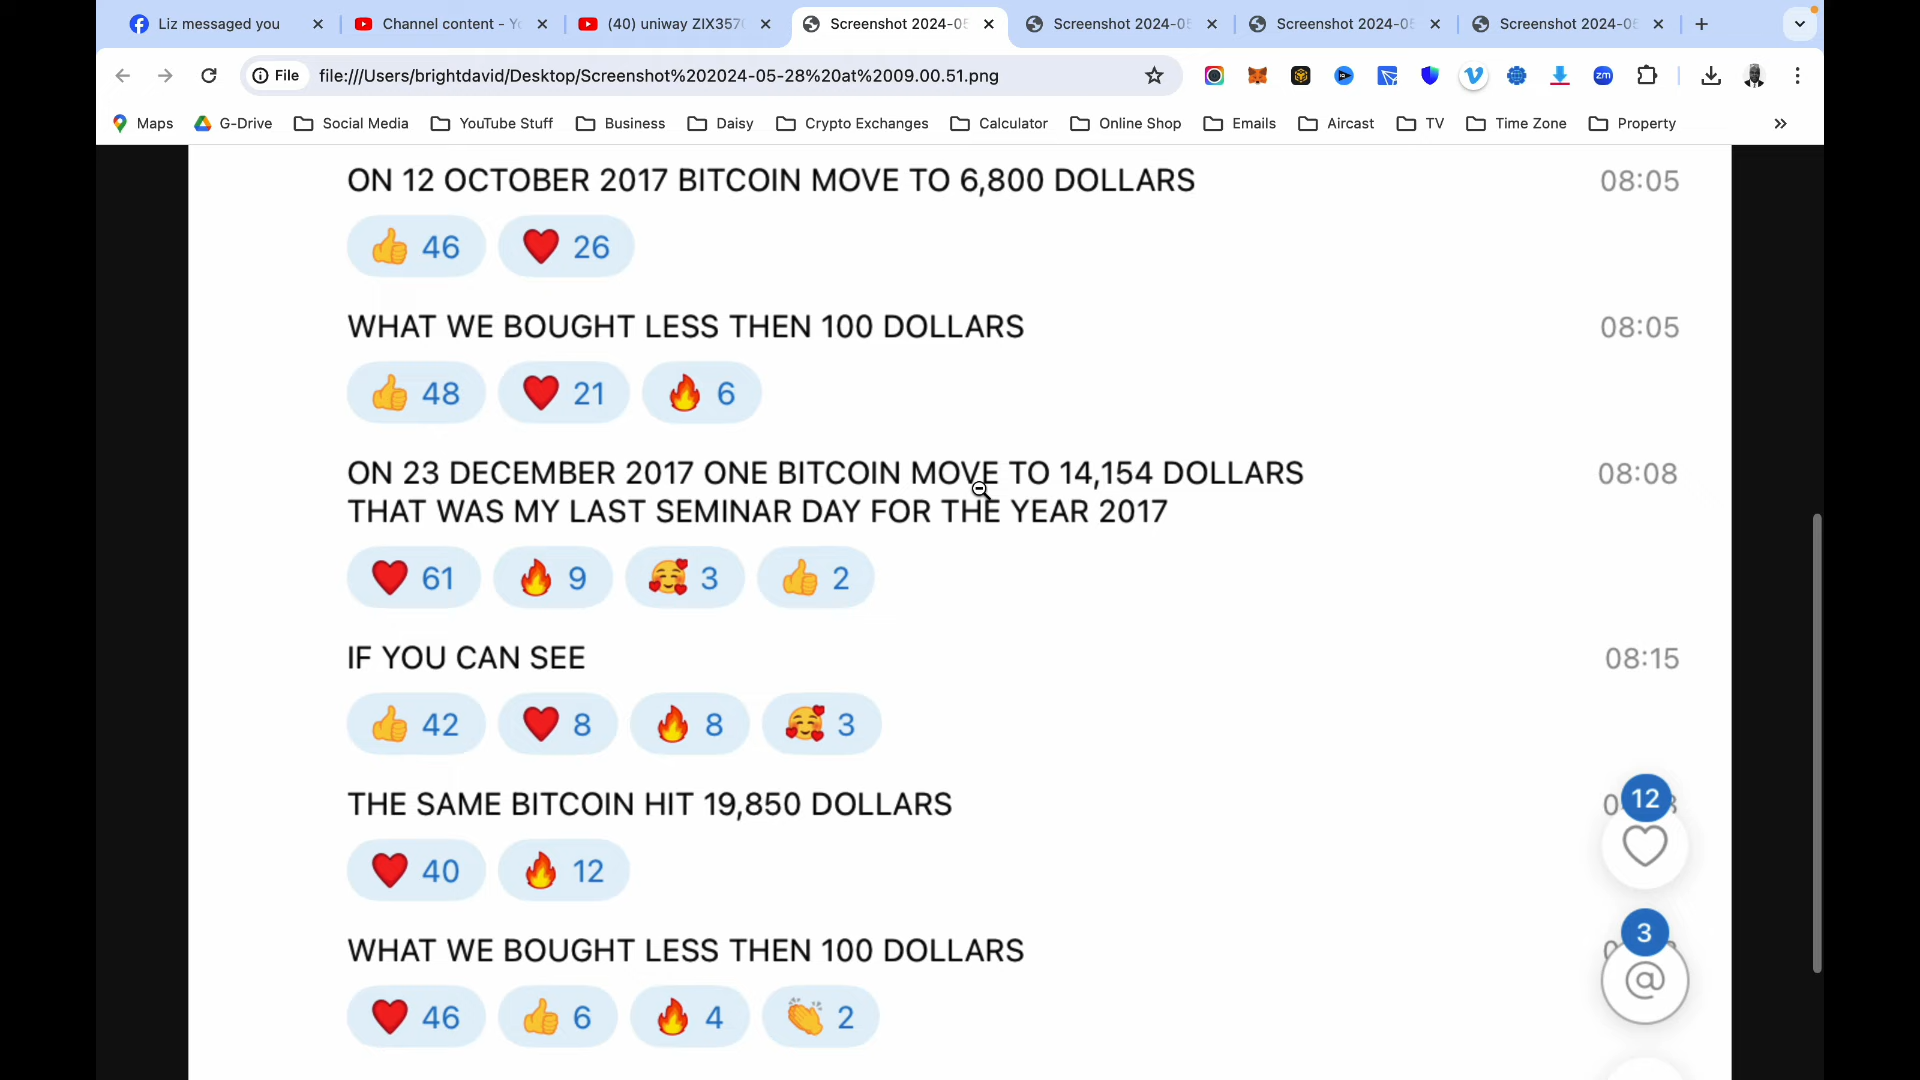 Liz messaged you
Channel content - Yo
(40) uniway ZIX357
Screenshot 2024-05
Screenshot 2024-05
Screenshot 2024-05
Screenshot 2024-05
File
file:///Users/brightdavid/Desktop/Screenshot%202024-05-28%20at%2009.00.51.png
zm
Maps
G-Drive
Social Media
YouTube Stuff
Business
Daisy
Crypto Exchanges
Calculator
Online Shop
Emails
Aircast
TV
Time Zone
Property
ON 12 OCTOBER 2017 BITCOIN MOVE TO 6,800 DOLLARS 08:05
👍 46 ❤️ 26
WHAT WE BOUGHT LESS THEN 100 DOLLARS 08:05
👍 48 ❤️ 21 🔥 6
ON 23 DECEMBER 2017 ONE BITCOIN MOVE TO 14,154 DOLLARS 08:08
THAT WAS MY LAST SEMINAR DAY FOR THE YEAR 2017
❤️ 61 🔥 9 🥰 3 👍 2
IF YOU CAN SEE 08:15
👍 42 ❤️ 8 🔥 8 🥰 3
THE SAME BITCOIN HIT 19,850 DOLLARS
12
❤️ 40 🔥 12
WHAT WE BOUGHT LESS THEN 100 DOLLARS
3
@
❤️ 46 👍 6 🔥 4 👏 2